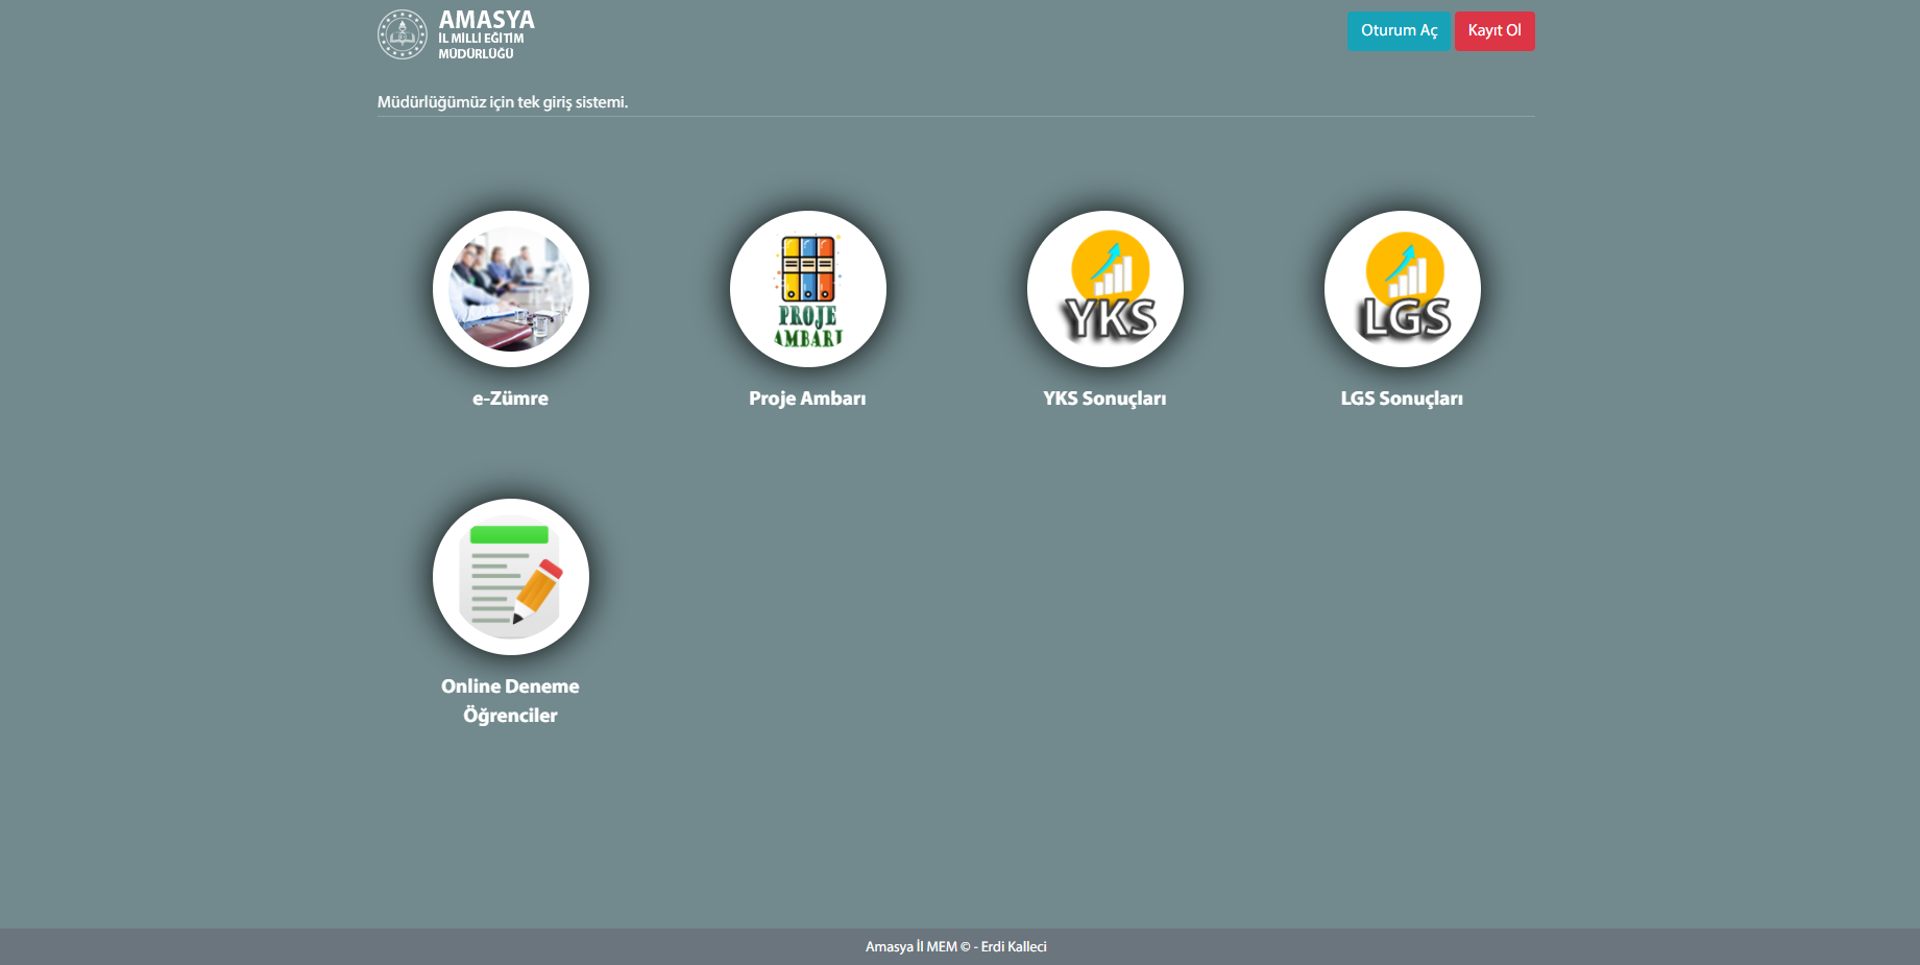 AMASYA
İL MİLLİ EĞİTİM
MÜDÜRLÜĞÜ
Oturum Aç
Kayıt Ol
Müdürlüğümüz için tek giriş sistemi.
PROJE
AMBARI
YKS
LGS
e-Zümre
Proje Ambarı
YKS Sonuçları
LGS Sonuçları
Online Deneme
Öğrenciler
Amasya İl MEM © - Erdi Kalleci